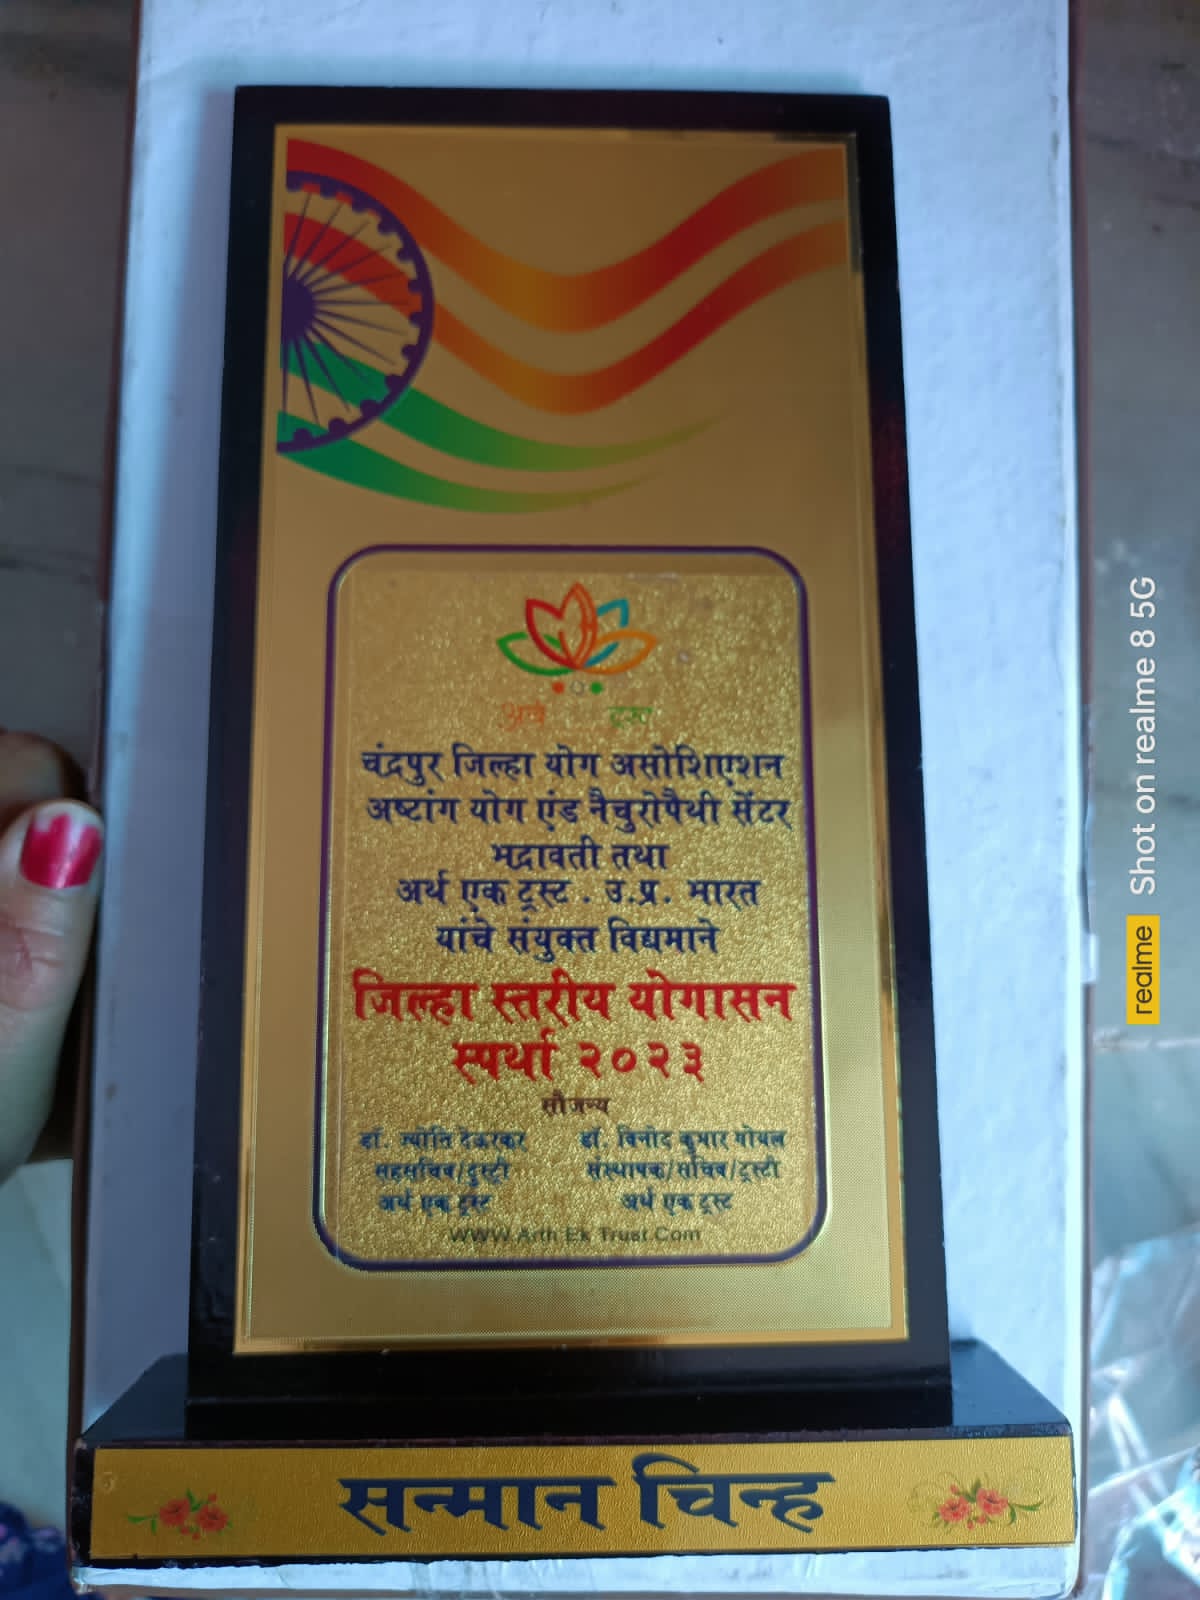 अर्थ ट्रस्ट
चंद्रपुर जिल्हा योग असोशिएशन
अष्टांग योग एंड नैचुरोपैथी सेंटर
भद्रावती तथा
अर्थ एक ट्रस्ट . उ.प्र. भारत
यांचे संयुक्त विद्यमाने
जिल्हा स्तरीय योगासन
स्पर्धा २०२३
सौजन्य
डॉ. ज्योति देऊरकर डॉ. विनोद कुमार गोयल
सहसचिव/ट्रस्ट्री संस्थापक/सचिव/ट्रस्टी
अर्थ एक ट्रस्ट अर्थ एक ट्रस्ट
WWW.Arth Ek Trust.Com
सन्मान चिन्ह
realme Shot on realme 8 5G